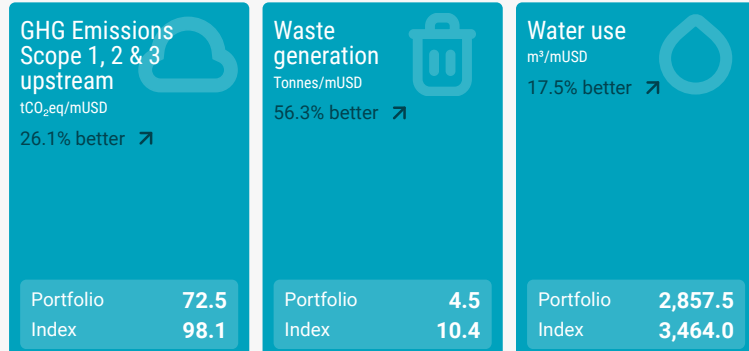 GHG Emissions
Scope 1, 2 & 3
upstream
tCO₂eq/mUSD
26.1% better
Portfolio 72.5
Index 98.1
Waste
generation
Tonnes/mUSD
56.3% better
Portfolio 4.5
Index 10.4
Water use
m³/mUSD
17.5% better
Portfolio 2,857.5
Index 3,464.0